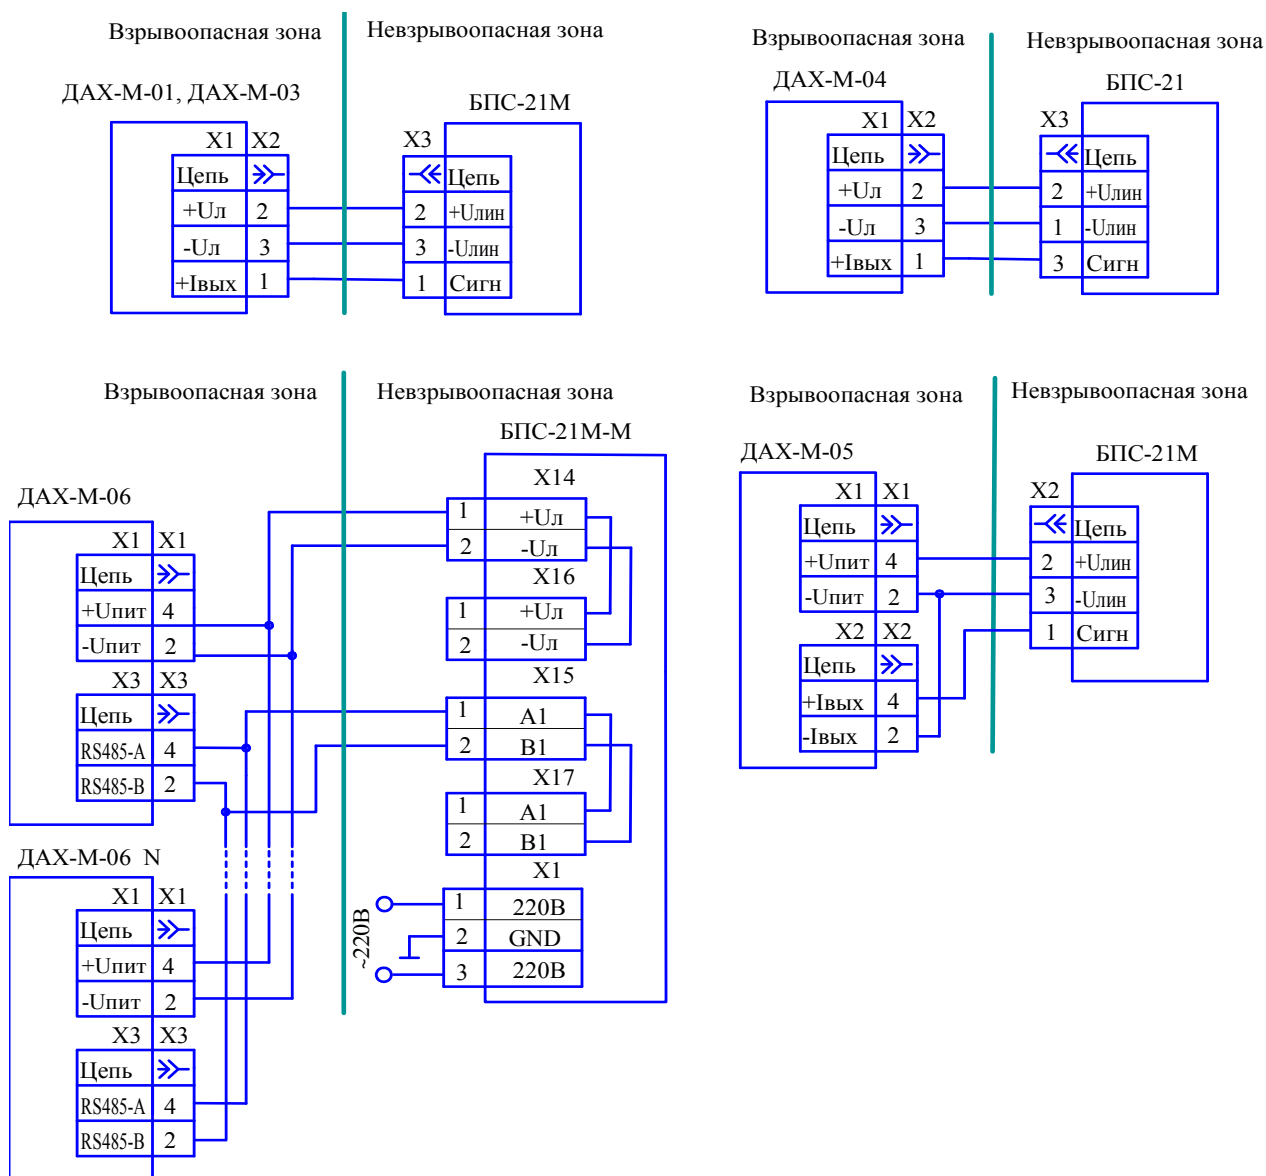 Взрывоопасная зона
Невзрывоопасная зона
ДАХ-М-01, ДАХ-М-03
БПС-21М
X1 X2
X3
Цепь
Цепь
+Uл 2
2 +Uлин
-Uл 3
3 -Uлин
+Iвых 1
1 Сигн
Взрывоопасная зона
Невзрывоопасная зона
ДАХ-М-04
БПС-21
X1 X2
X3
Цепь
Цепь
+Uл 2
2 +Uлин
-Uл 3
1 -Uлин
+Iвых 1
3 Сигн
Взрывоопасная зона
Невзрывоопасная зона
БПС-21М-М
ДАХ-М-06
X1 X1
Цепь
+Uпит 4
-Uпит 2
X3 X3
Цепь
RS485-A 4
RS485-B 2
ДАХ-М-06 N
X1 X1
Цепь
+Uпит 4
-Uпит 2
X3 X3
Цепь
RS485-A 4
RS485-B 2
X14
1 +Uл
2 -Uл
X16
1 +Uл
2 -Uл
X15
1 A1
2 B1
X17
1 A1
2 B1
X1
1 220В
2 GND
3 220В
~220В
Взрывоопасная зона
Невзрывоопасная зона
ДАХ-М-05
БПС-21М
X1 X1
X2
Цепь
Цепь
+Uпит 4
2 +Uлин
-Uпит 2
3 -Uлин
X2 X2
1 Сигн
Цепь
+Iвых 4
-Iвых 2